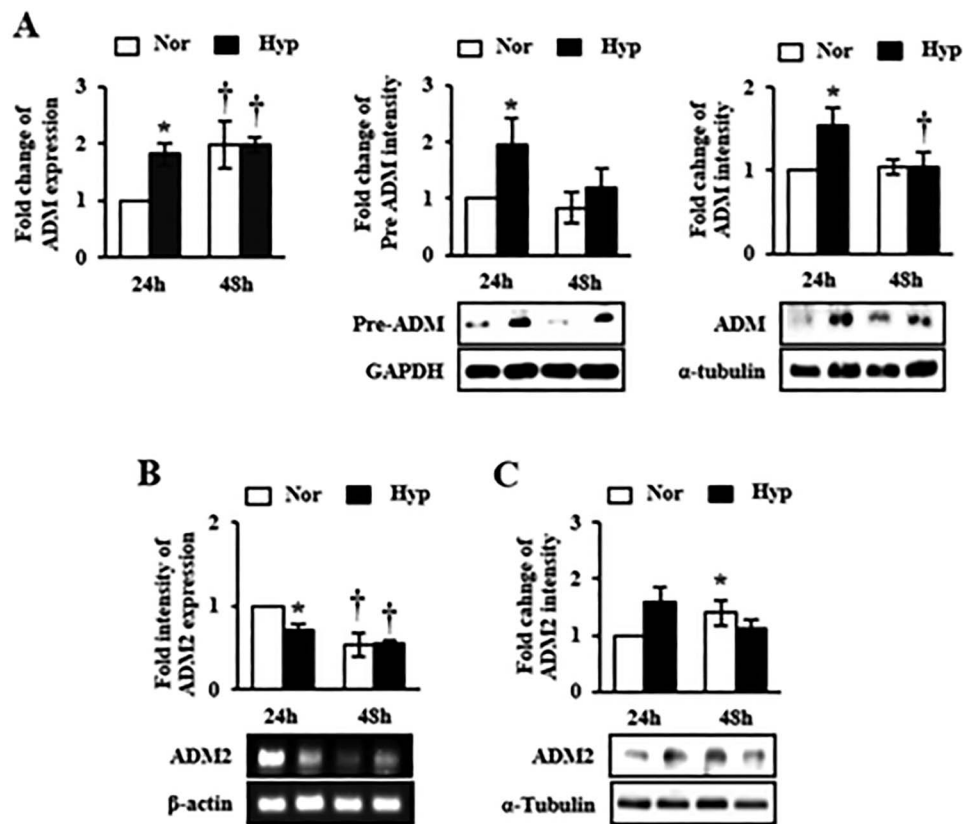 A
Nor Hyp
Fold change of
ADM expression
3
2
1
0
*
†
†
24h 48h
Nor Hyp
Fold change of
Pre ADM intensity
3
2
1
0
*
24h 48h
Pre-ADM
GAPDH
Nor Hyp
Fold cahnge of
ADM intensity
2
1
0
*
†
24h 48h
ADM
α-tubulin
B
Nor Hyp
Fold intensity of
ADM2 expression
2
1
0
*
†
†
24h 48h
ADM2
β-actin
C
Nor Hyp
Fold cahnge of
ADM2 intensity
3
2
1
0
*
24h 48h
ADM2
α-Tubulin